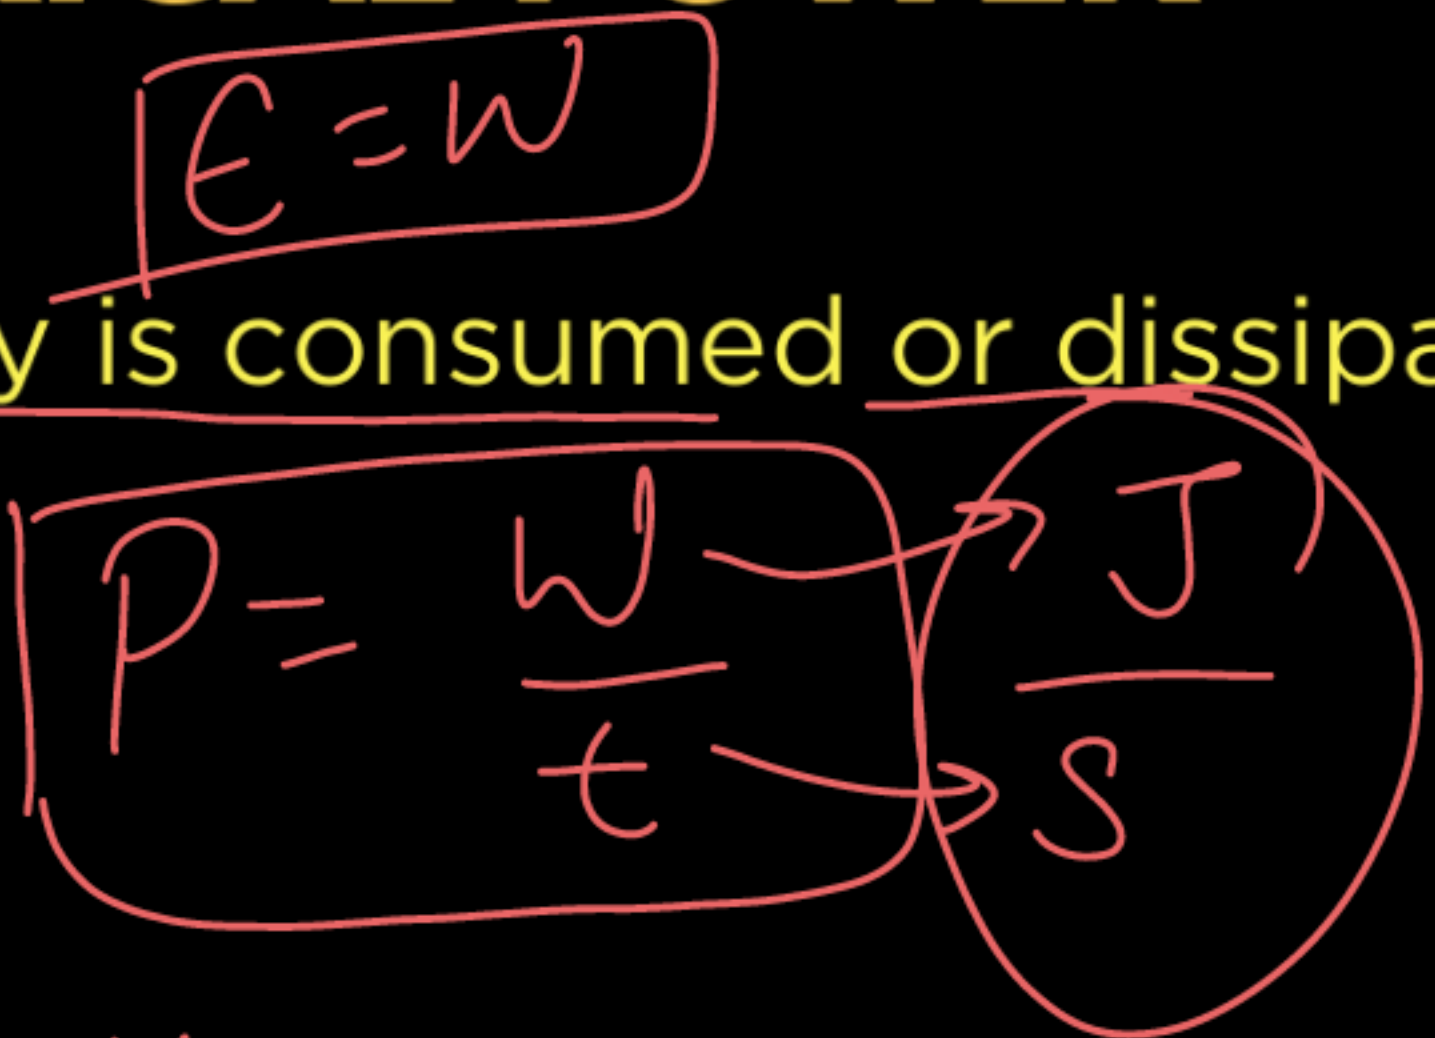 E = W
y is consumed or dissipa
P = W/t → J/S